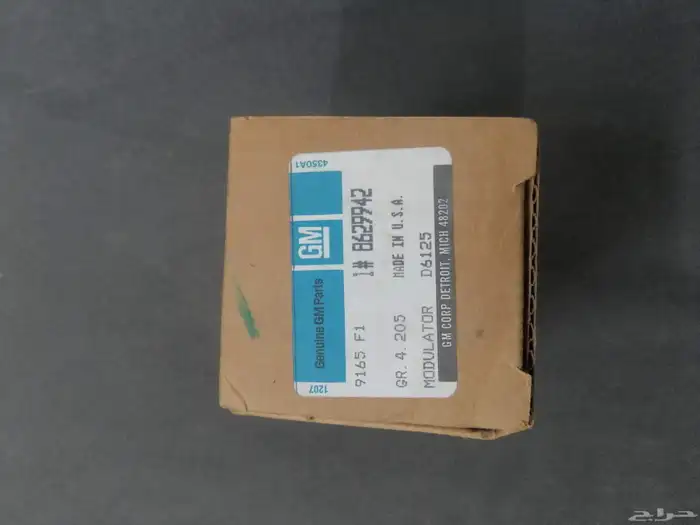 1207
4350A1
Genuine GM Parts
GM
9165 F1
1# 8629942
GR. 4. 205
MADE IN U.S.A.
MODULATOR
D6125
GM CORP DETROIT, MICH 48202
حراج